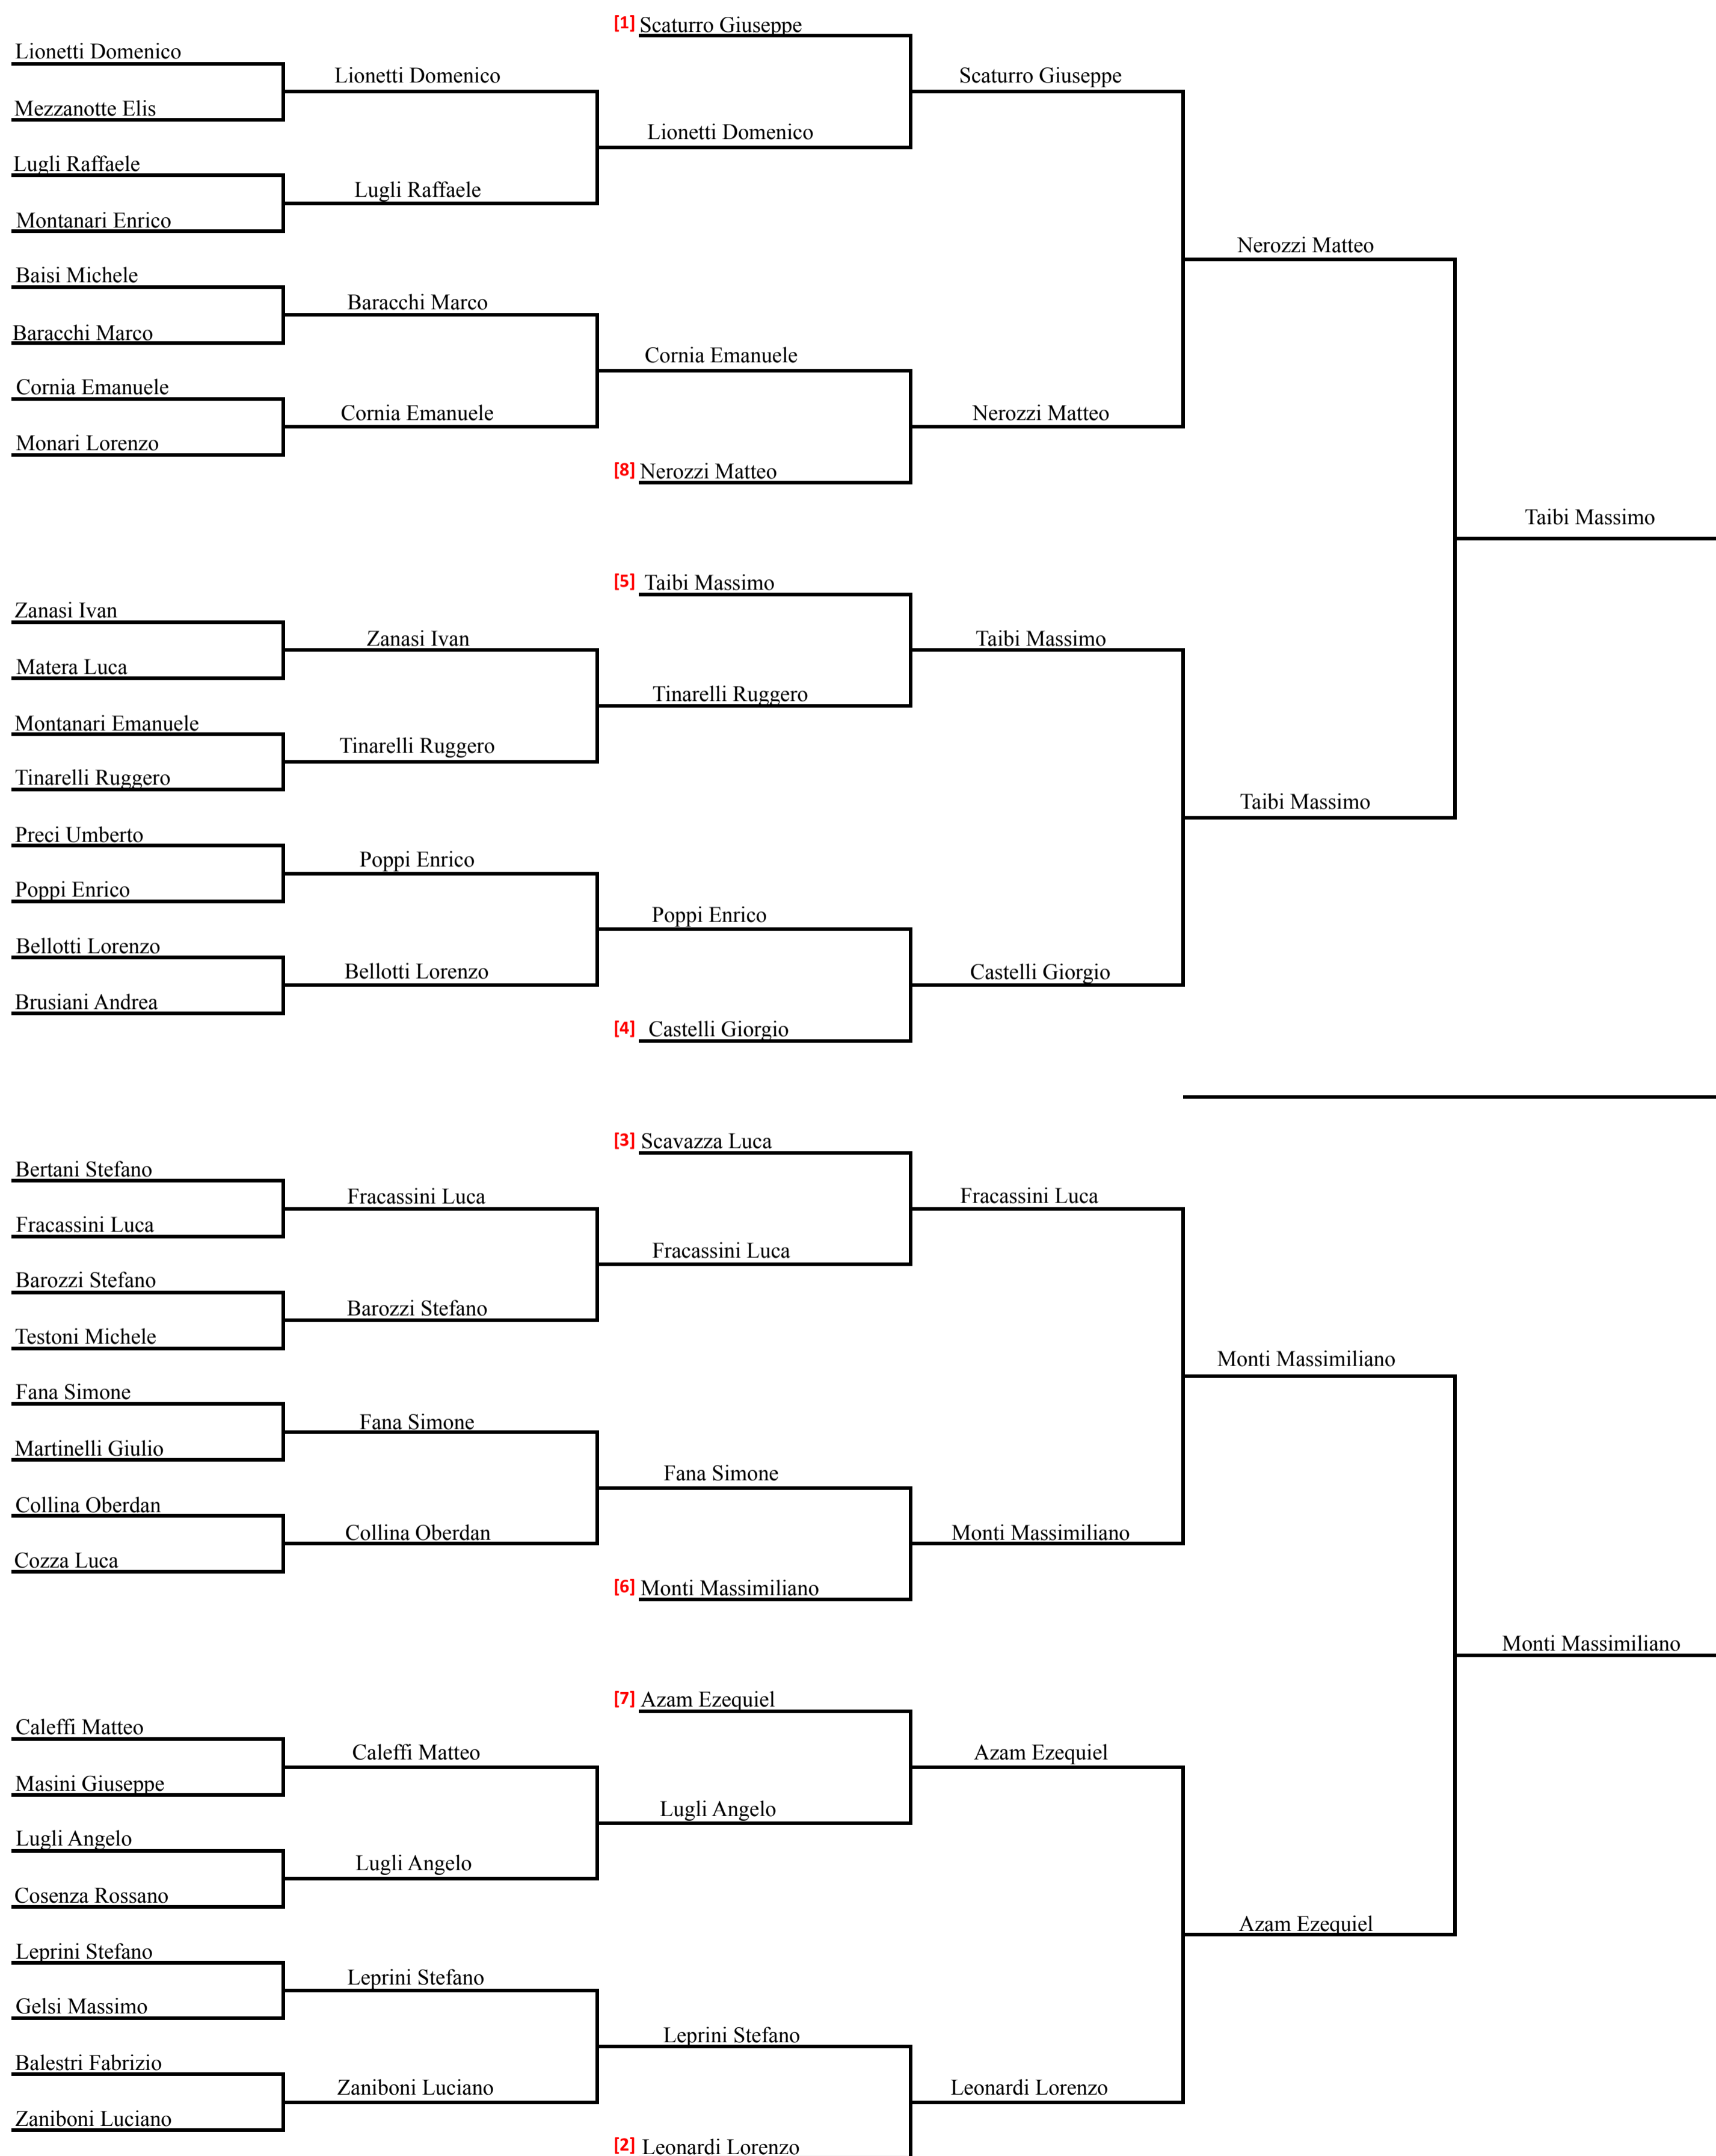 [1] Scaturro Giuseppe
Lionetti Domenico
Lionetti Domenico
Scaturro Giuseppe
Mezzanotte Elis
Lionetti Domenico
Lugli Raffaele
Lugli Raffaele
Montanari Enrico
Nerozzi Matteo
Baisi Michele
Baracchi Marco
Baracchi Marco
Cornia Emanuele
Cornia Emanuele
Cornia Emanuele
Nerozzi Matteo
Monari Lorenzo
[8] Nerozzi Matteo
Taibi Massimo
[5] Taibi Massimo
Zanasi Ivan
Zanasi Ivan
Taibi Massimo
Matera Luca
Tinarelli Ruggero
Montanari Emanuele
Tinarelli Ruggero
Tinarelli Ruggero
Taibi Massimo
Preci Umberto
Poppi Enrico
Poppi Enrico
Poppi Enrico
Bellotti Lorenzo
Bellotti Lorenzo
Castelli Giorgio
Brusiani Andrea
[4] Castelli Giorgio
[3] Scavazza Luca
Bertani Stefano
Fracassini Luca
Fracassini Luca
Fracassini Luca
Fracassini Luca
Barozzi Stefano
Barozzi Stefano
Testoni Michele
Monti Massimiliano
Fana Simone
Fana Simone
Martinelli Giulio
Fana Simone
Collina Oberdan
Collina Oberdan
Monti Massimiliano
Cozza Luca
[6] Monti Massimiliano
Monti Massimiliano
[7] Azam Ezequiel
Caleffi Matteo
Caleffi Matteo
Azam Ezequiel
Masini Giuseppe
Lugli Angelo
Lugli Angelo
Lugli Angelo
Cosenza Rossano
Azam Ezequiel
Leprini Stefano
Leprini Stefano
Gelsi Massimo
Leprini Stefano
Balestri Fabrizio
Zaniboni Luciano
Leonardi Lorenzo
Zaniboni Luciano
[2] Leonardi Lorenzo